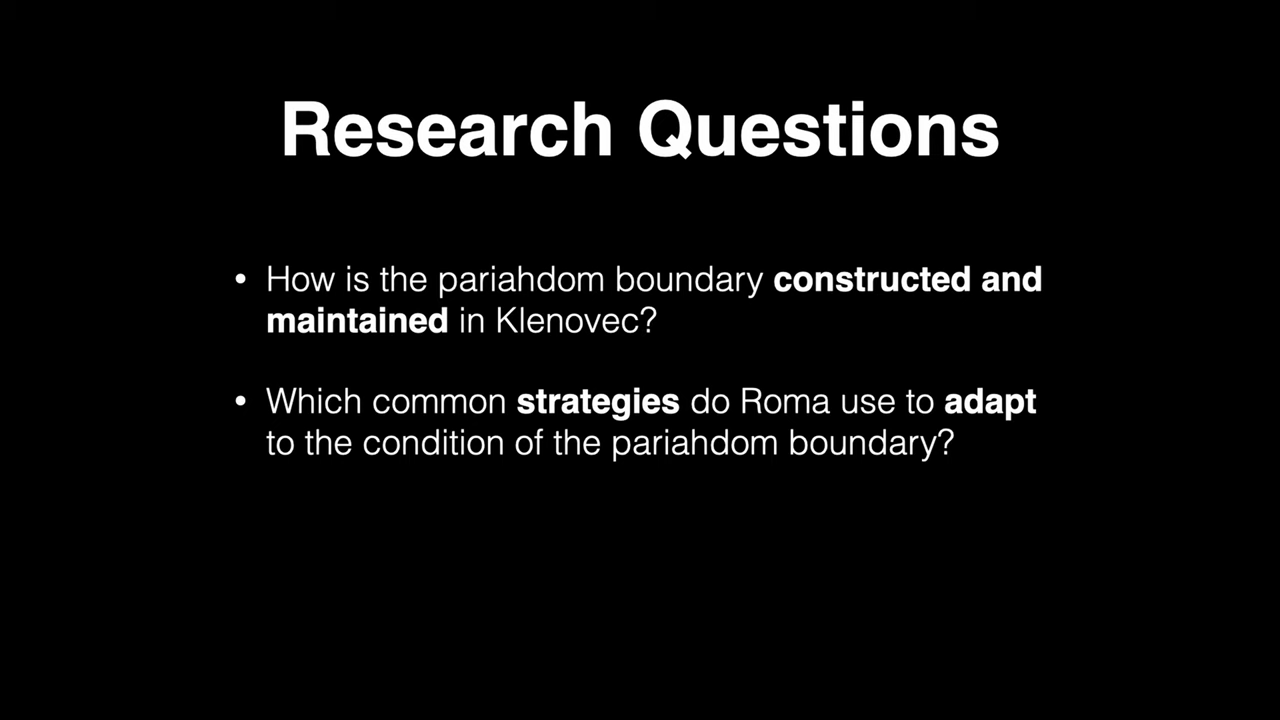 Research Questions
• How is the pariahdom boundary constructed and
maintained in Klenovec?
• Which common strategies do Roma use to adapt
to the condition of the pariahdom boundary?